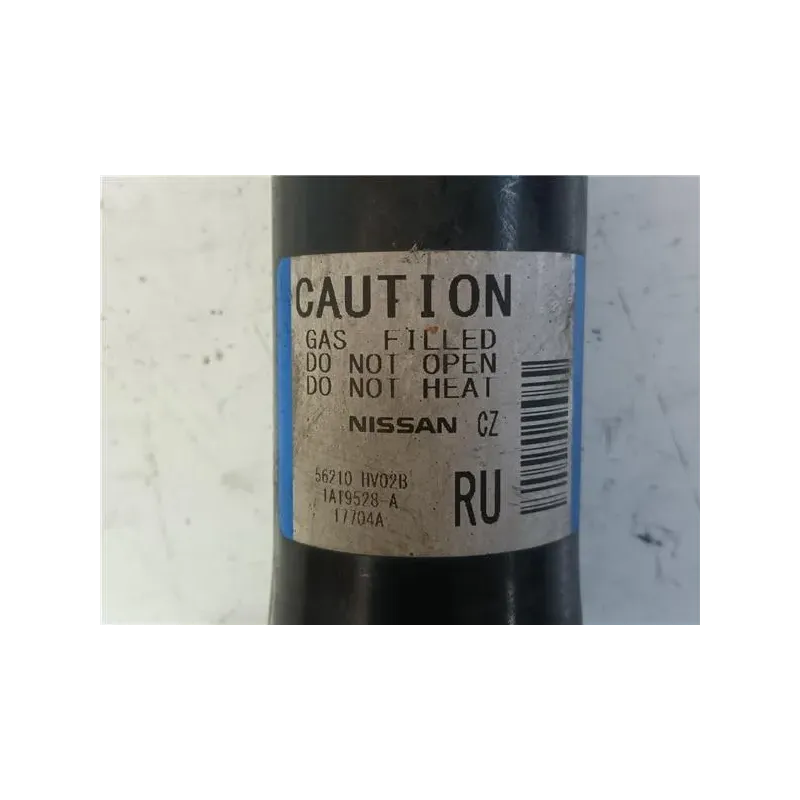 CAUTION
GAS FILLED
DO NOT OPEN
DO NOT HEAT
NISSAN CZ
56210 HV02B
1AT9528-A
17704A
RU